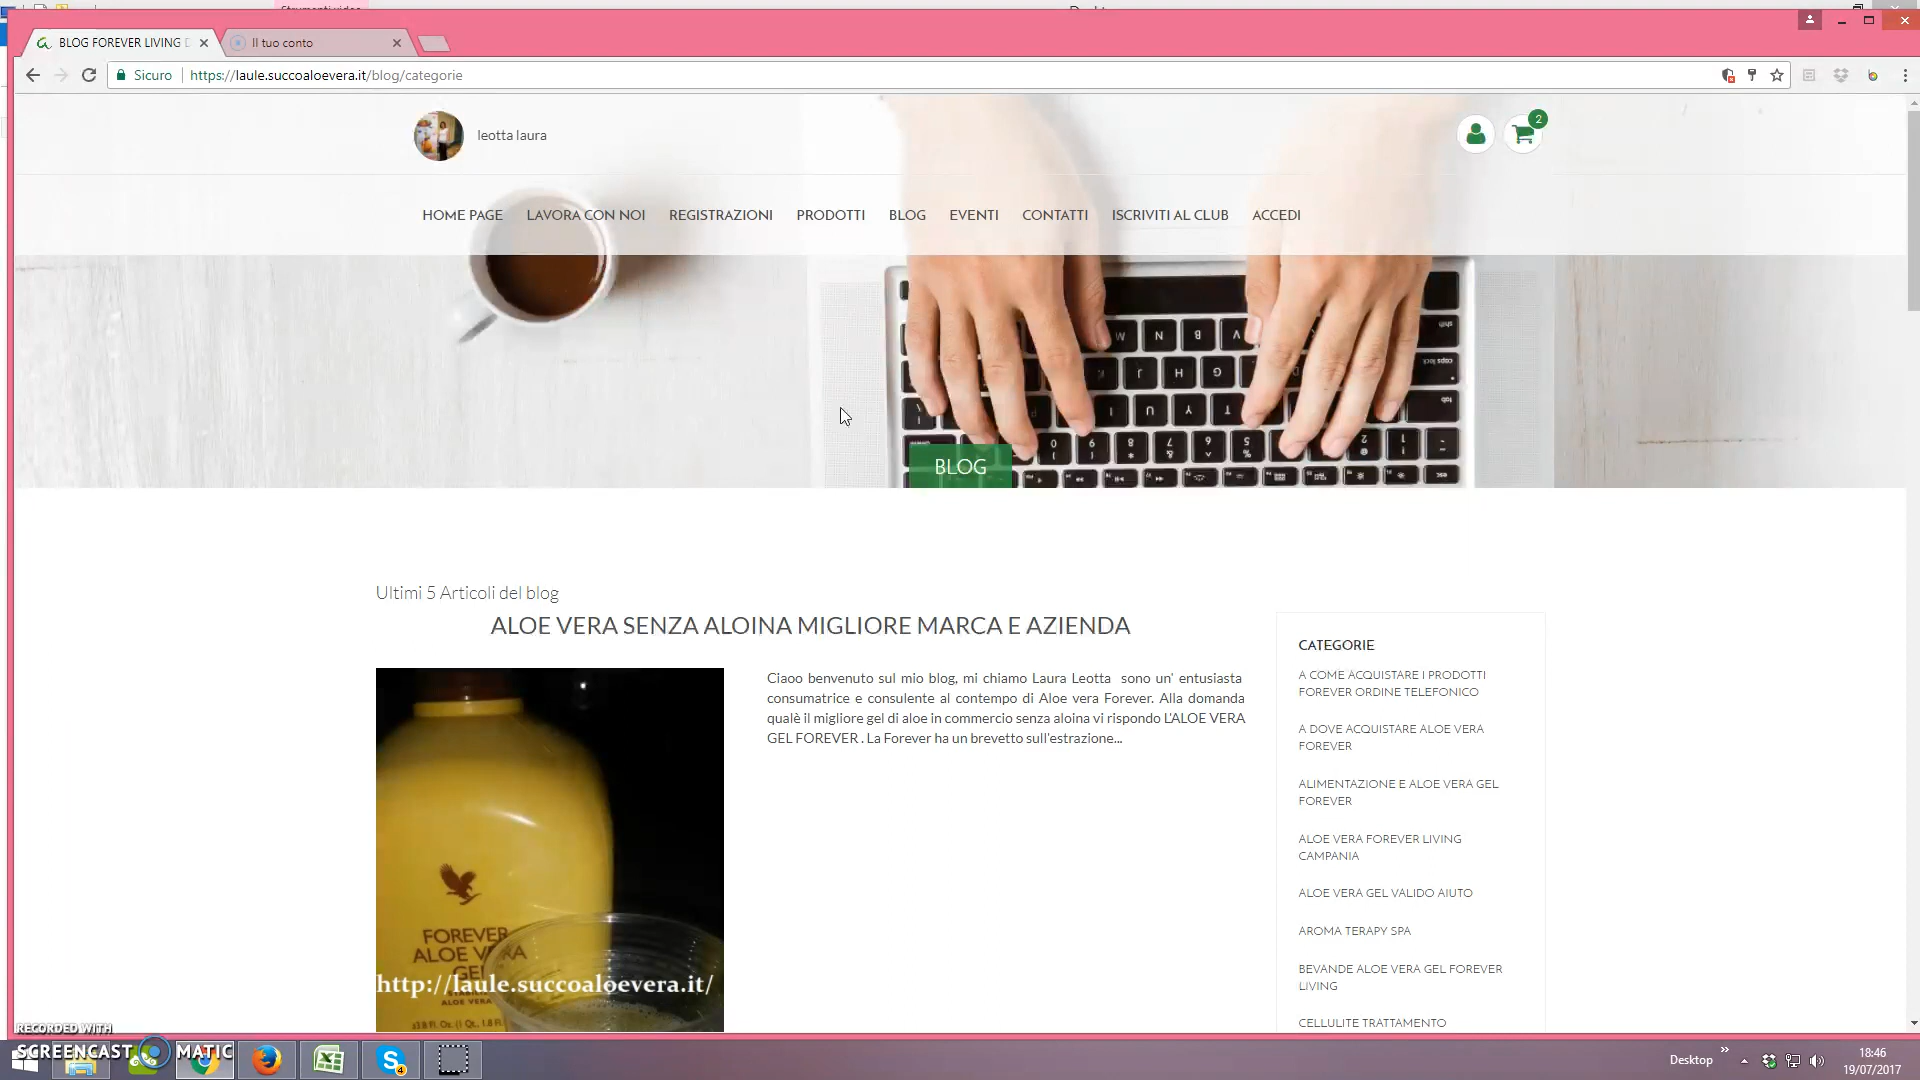 BLOG FOREVER LIVING D
Il tuo conto
Sicuro
https://laule.succoaloevera.it/blog/categorie
leotta laura
2
HOME PAGE
LAVORA CON NOI
REGISTRAZIONI
PRODOTTI
BLOG
EVENTI
CONTATTI
ISCRIVITI AL CLUB
ACCEDI
BLOG
Ultimi 5 Articoli del blog
ALOE VERA SENZA ALOINA MIGLIORE MARCA E AZIENDA
Ciaoo benvenuto sul mio blog, mi chiamo Laura Leotta sono un' entusiasta
consumatrice e consulente al contempo di Aloe vera Forever. Alla domanda
qualè il migliore gel di aloe in commercio senza aloina vi rispondo L'ALOE VERA
GEL FOREVER . La Forever ha un brevetto sull'estrazione...
FOREVER
ALOE VERA
GEL
http://laule.succoaloevera.it/
ALOE VERA
CATEGORIE
A COME ACQUISTARE I PRODOTTI
FOREVER ORDINE TELEFONICO
A DOVE ACQUISTARE ALOE VERA
FOREVER
ALIMENTAZIONE E ALOE VERA GEL
FOREVER
ALOE VERA FOREVER LIVING
CAMPANIA
ALOE VERA GEL VALIDO AIUTO
AROMA TERAPY SPA
BEVANDE ALOE VERA GEL FOREVER
LIVING
CELLULITE TRATTAMENTO
RECORDED WITH
SCREENCAST MATIC
4
Desktop
18:46
19/07/2017